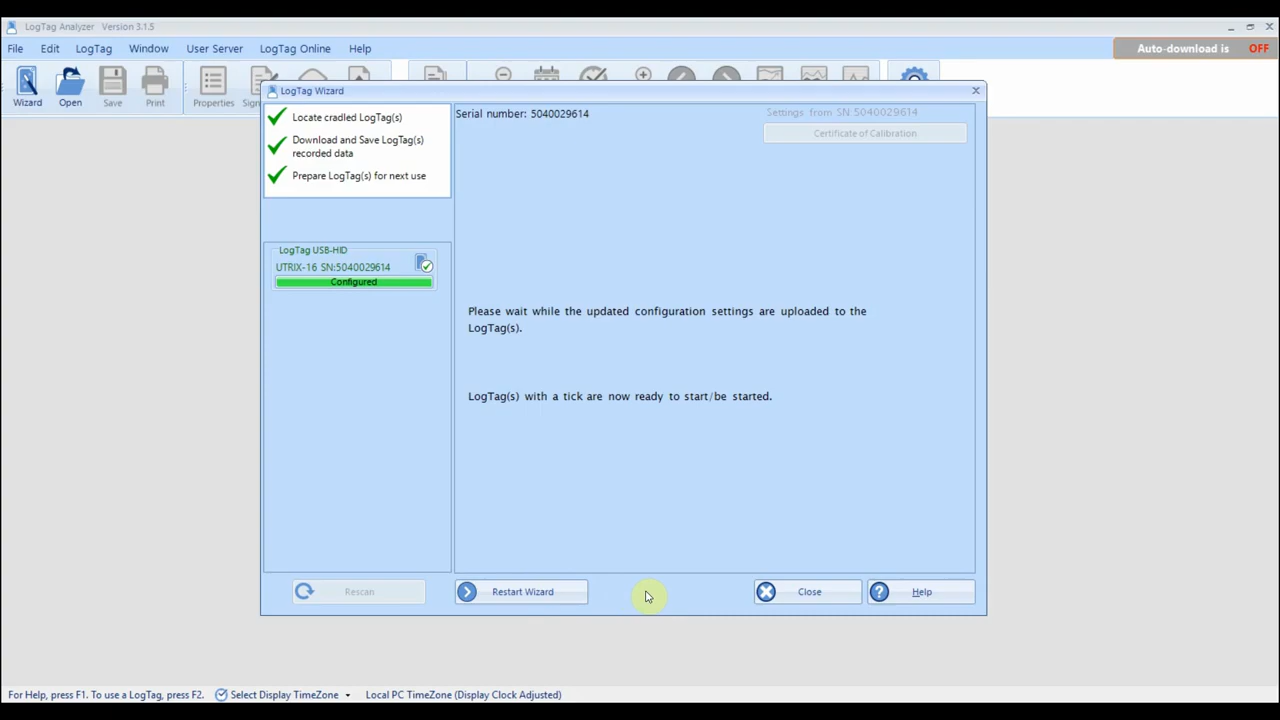 LogTag Analyzer Version 3.1.5
File Edit LogTag Window User Server LogTag Online Help
Auto-download is OFF
Wizard Open Save Print Properties
LogTag Wizard
Locate cradled LogTag(s)
Download and Save LogTag(s)
recorded data
Prepare LogTag(s) for next use
Serial number: 5040029614
Settings from SN:5040029614
Certificate of Calibration
LogTag USB-HID
UTRIX-16 SN:5040029614
Configured
Please wait while the updated configuration settings are uploaded to the
LogTag(s).
LogTag(s) with a tick are now ready to start/be started.
Rescan Restart Wizard Close Help
For Help, press F1. To use a LogTag, press F2. Select Display TimeZone Local PC TimeZone (Display Clock Adjusted)